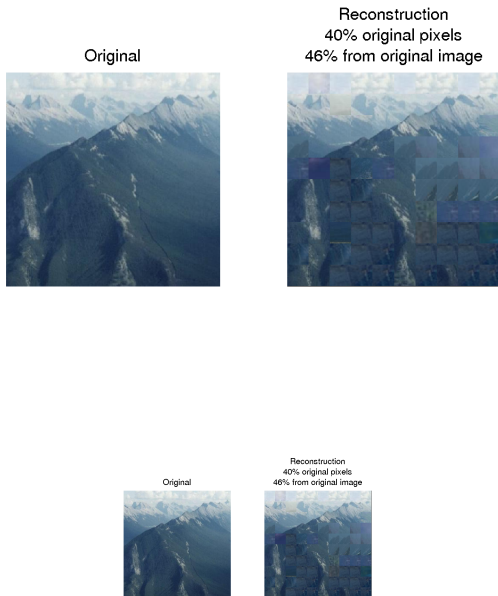 Original
Reconstruction
40% original pixels
46% from original image
Original
Reconstruction
40% original pixels
46% from original image